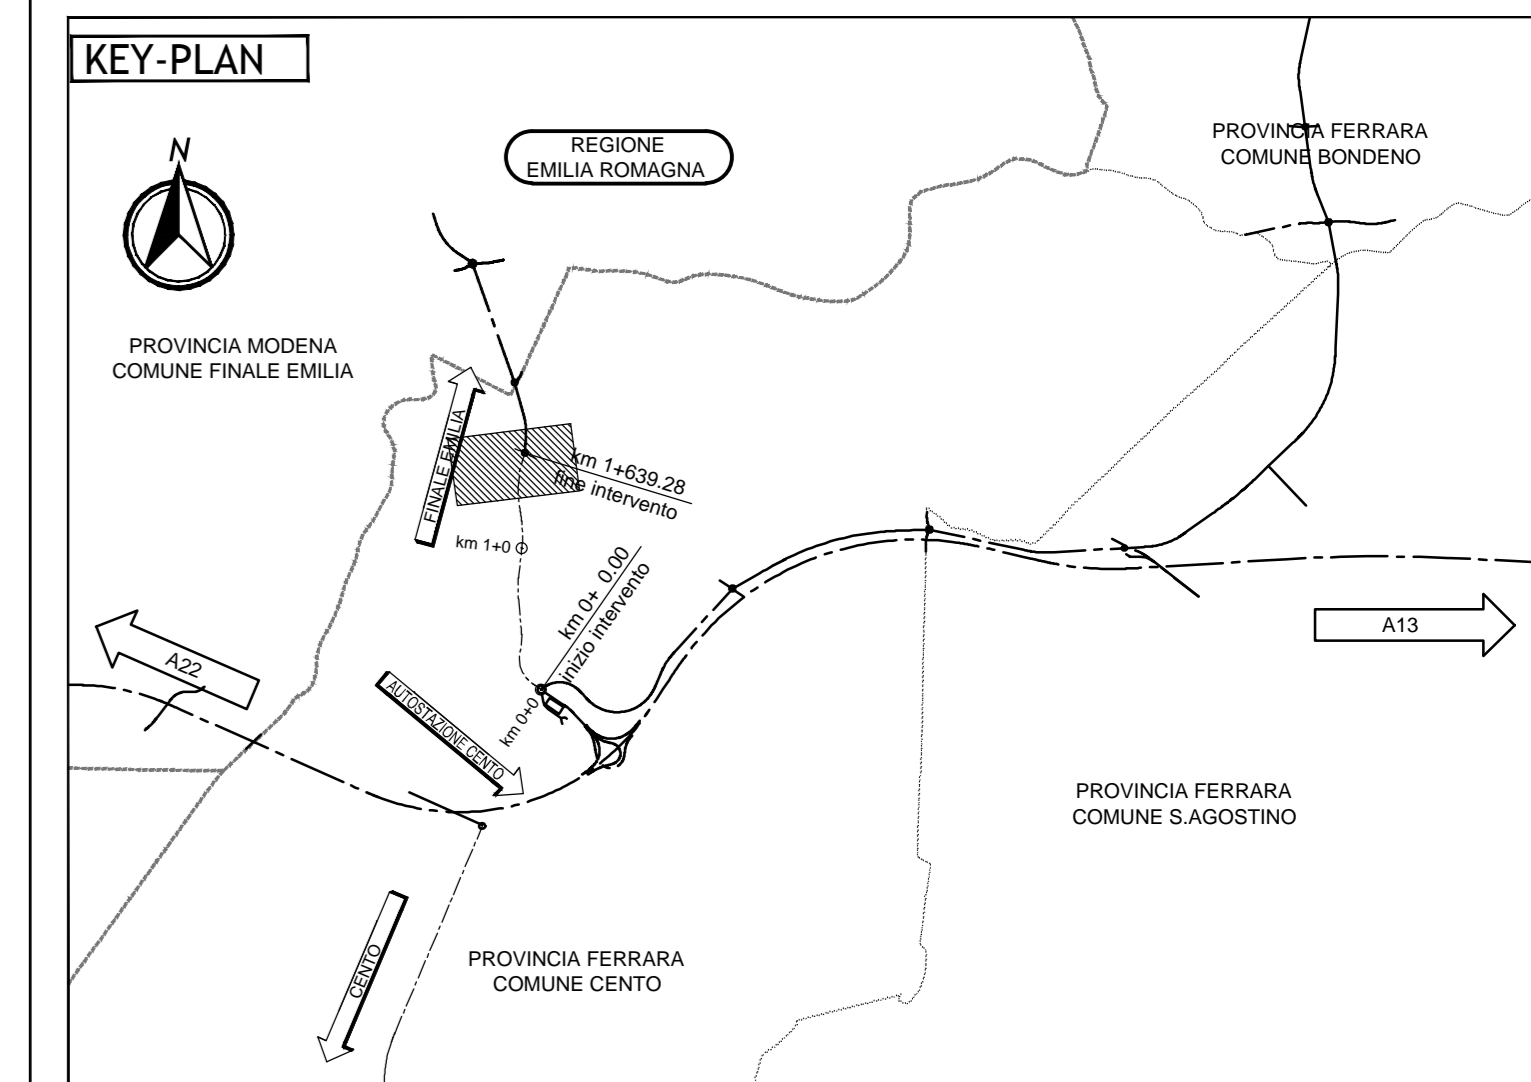 KEY-PLAN
N
REGIONE
EMILIA ROMAGNA
PROVINCIA FERRARA
COMUNE BONDENO
PROVINCIA MODENA
COMUNE FINALE EMILIA
FINALE EMILIA
km 1+639.28
fine intervento
km 1+0
km 0+ 0.00
inizio intervento
km 0+0
A22
A13
AUTOSTAZIONE CENTO
PROVINCIA FERRARA
COMUNE S.AGOSTINO
CENTO
PROVINCIA FERRARA
COMUNE CENTO